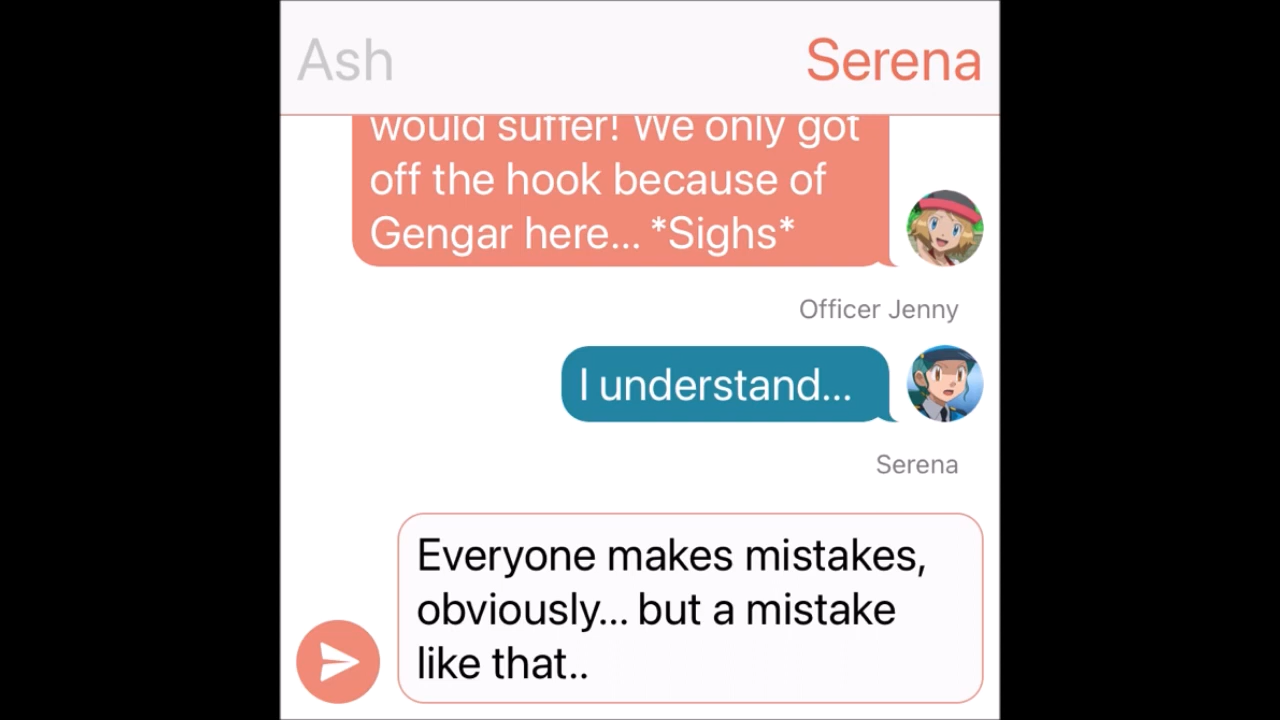 Ash
Serena
would suffer! We only got
off the hook because of
Gengar here... *Sighs*
Officer Jenny
I understand...
Serena
Everyone makes mistakes,
obviously... but a mistake
like that..